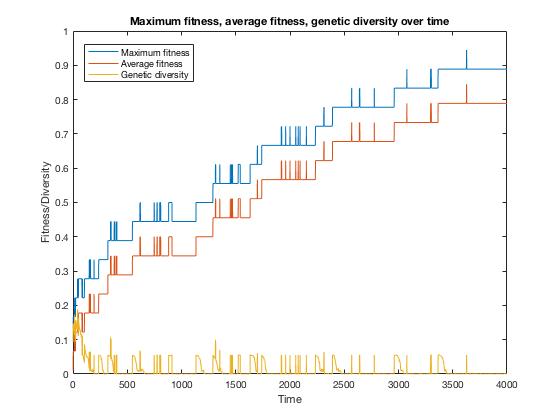 Maximum fitness, average fitness, genetic diversity over time
1
0.9
0.8
0.7
0.6
0.5
0.4
0.3
0.2
0.1
0
Fitness/Diversity
Maximum fitness
Average fitness
Genetic diversity
0 500 1000 1500 2000 2500 3000 3500 4000
Time